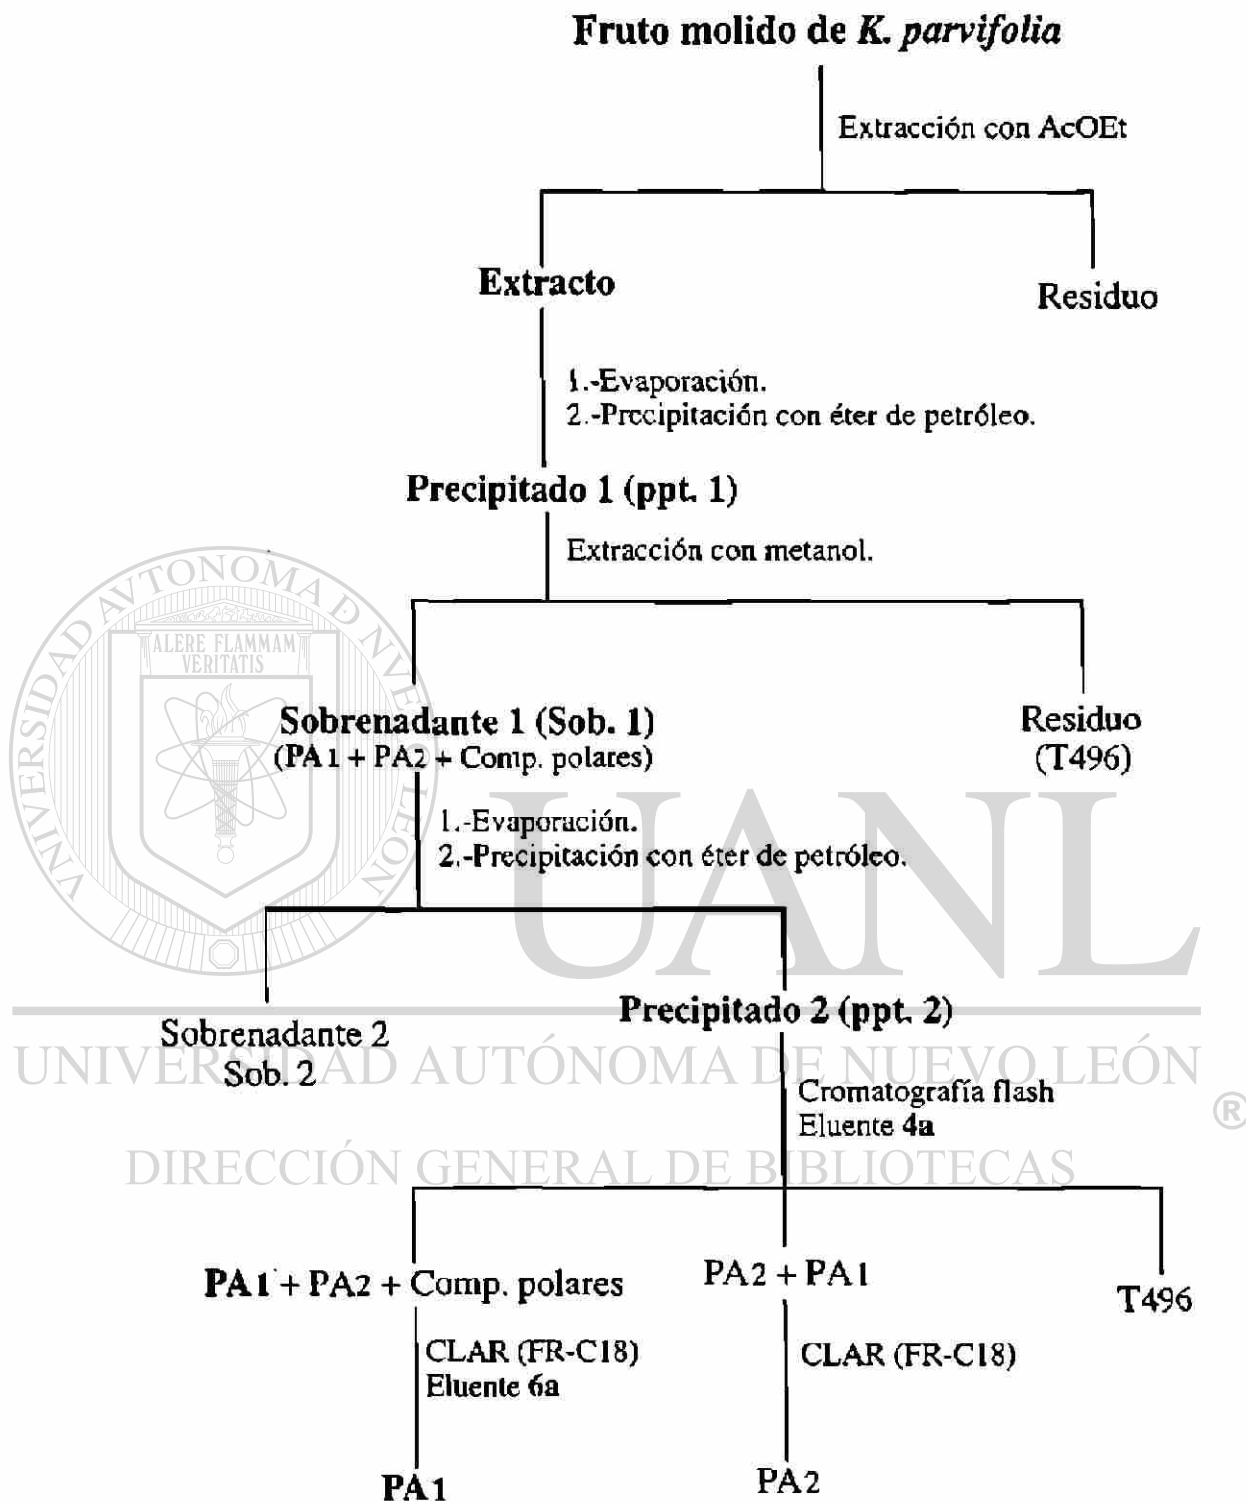 Fruto molido de K. parvifolia
Extracción con AcOEt
Extracto
Residuo
1.-Evaporación.
2.-Precipitación con éter de petróleo.
Precipitado 1 (ppt. 1)
Extracción con metanol.
Sobrenadante 1 (Sob. 1)
(PA1 + PA2 + Comp. polares)
Residuo
(T496)
1.-Evaporación.
2.-Precipitación con éter de petróleo.
Sobrenadante 2
Sob. 2
Precipitado 2 (ppt. 2)
Cromatografía flash
Eluente 4a
PA1 + PA2 + Comp. polares
PA2 + PA1
T496
CLAR (FR-C18)
Eluente 6a
CLAR (FR-C18)
PA1
PA2
UNIVERSIDAD AVTONOMA D NVEVO LEON
ALERE FLAMMAM
VERITATIS
UANL
UNIVERSIDAD AUTÓNOMA DE NUEVO LEÓN
®
DIRECCIÓN GENERAL DE BIBLIOTECAS